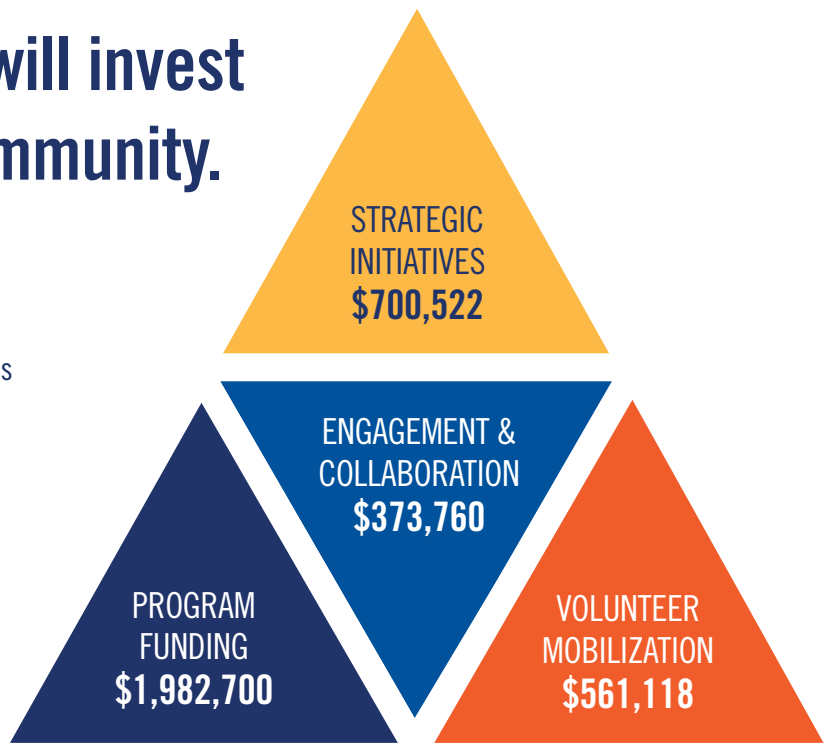 will invest
mmunity.
STRATEGIC
INITIATIVES
$700,522
s
ENGAGEMENT &
COLLABORATION
$373,760
PROGRAM
FUNDING
$1,982,700
VOLUNTEER
MOBILIZATION
$561,118